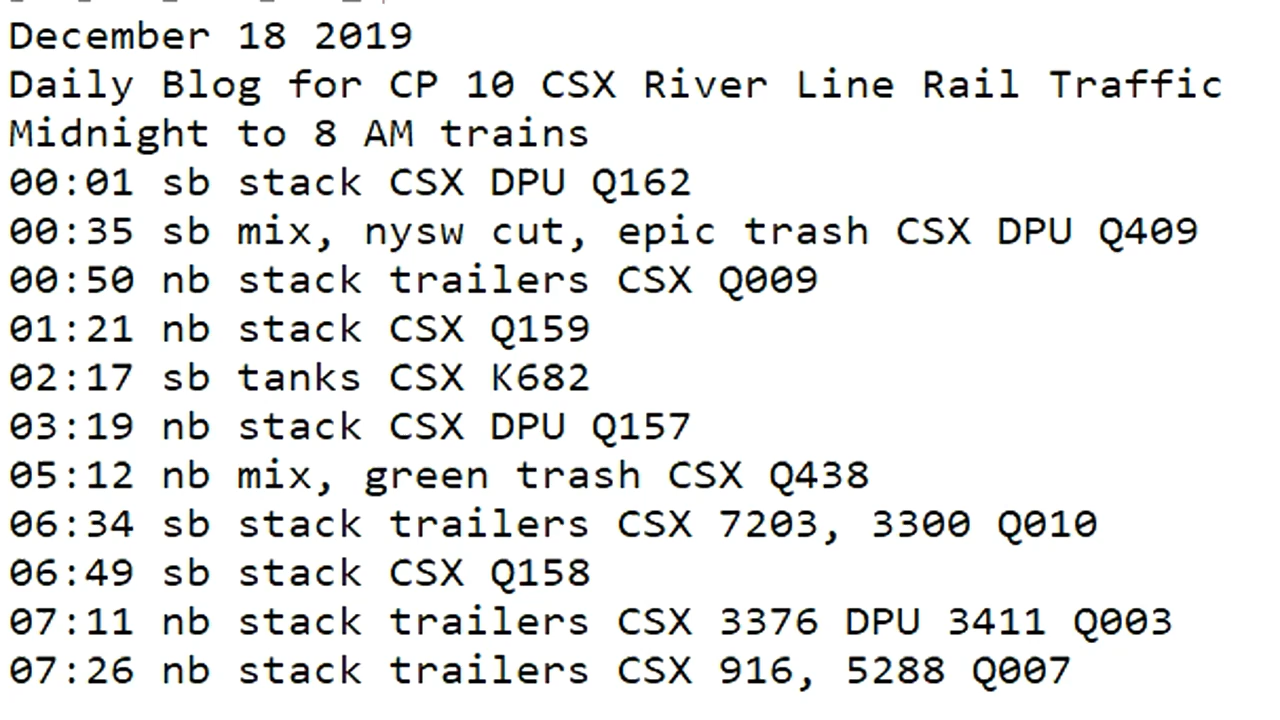 December 18 2019
Daily Blog for CP 10 CSX River Line Rail Traffic
Midnight to 8 AM trains
00:01 sb stack CSX DPU Q162
00:35 sb mix, nysw cut, epic trash CSX DPU Q409
00:50 nb stack trailers CSX Q009
01:21 nb stack CSX Q159
02:17 sb tanks CSX K682
03:19 nb stack CSX DPU Q157
05:12 nb mix, green trash CSX Q438
06:34 sb stack trailers CSX 7203, 3300 Q010
06:49 sb stack CSX Q158
07:11 nb stack trailers CSX 3376 DPU 3411 Q003
07:26 nb stack trailers CSX 916, 5288 Q007